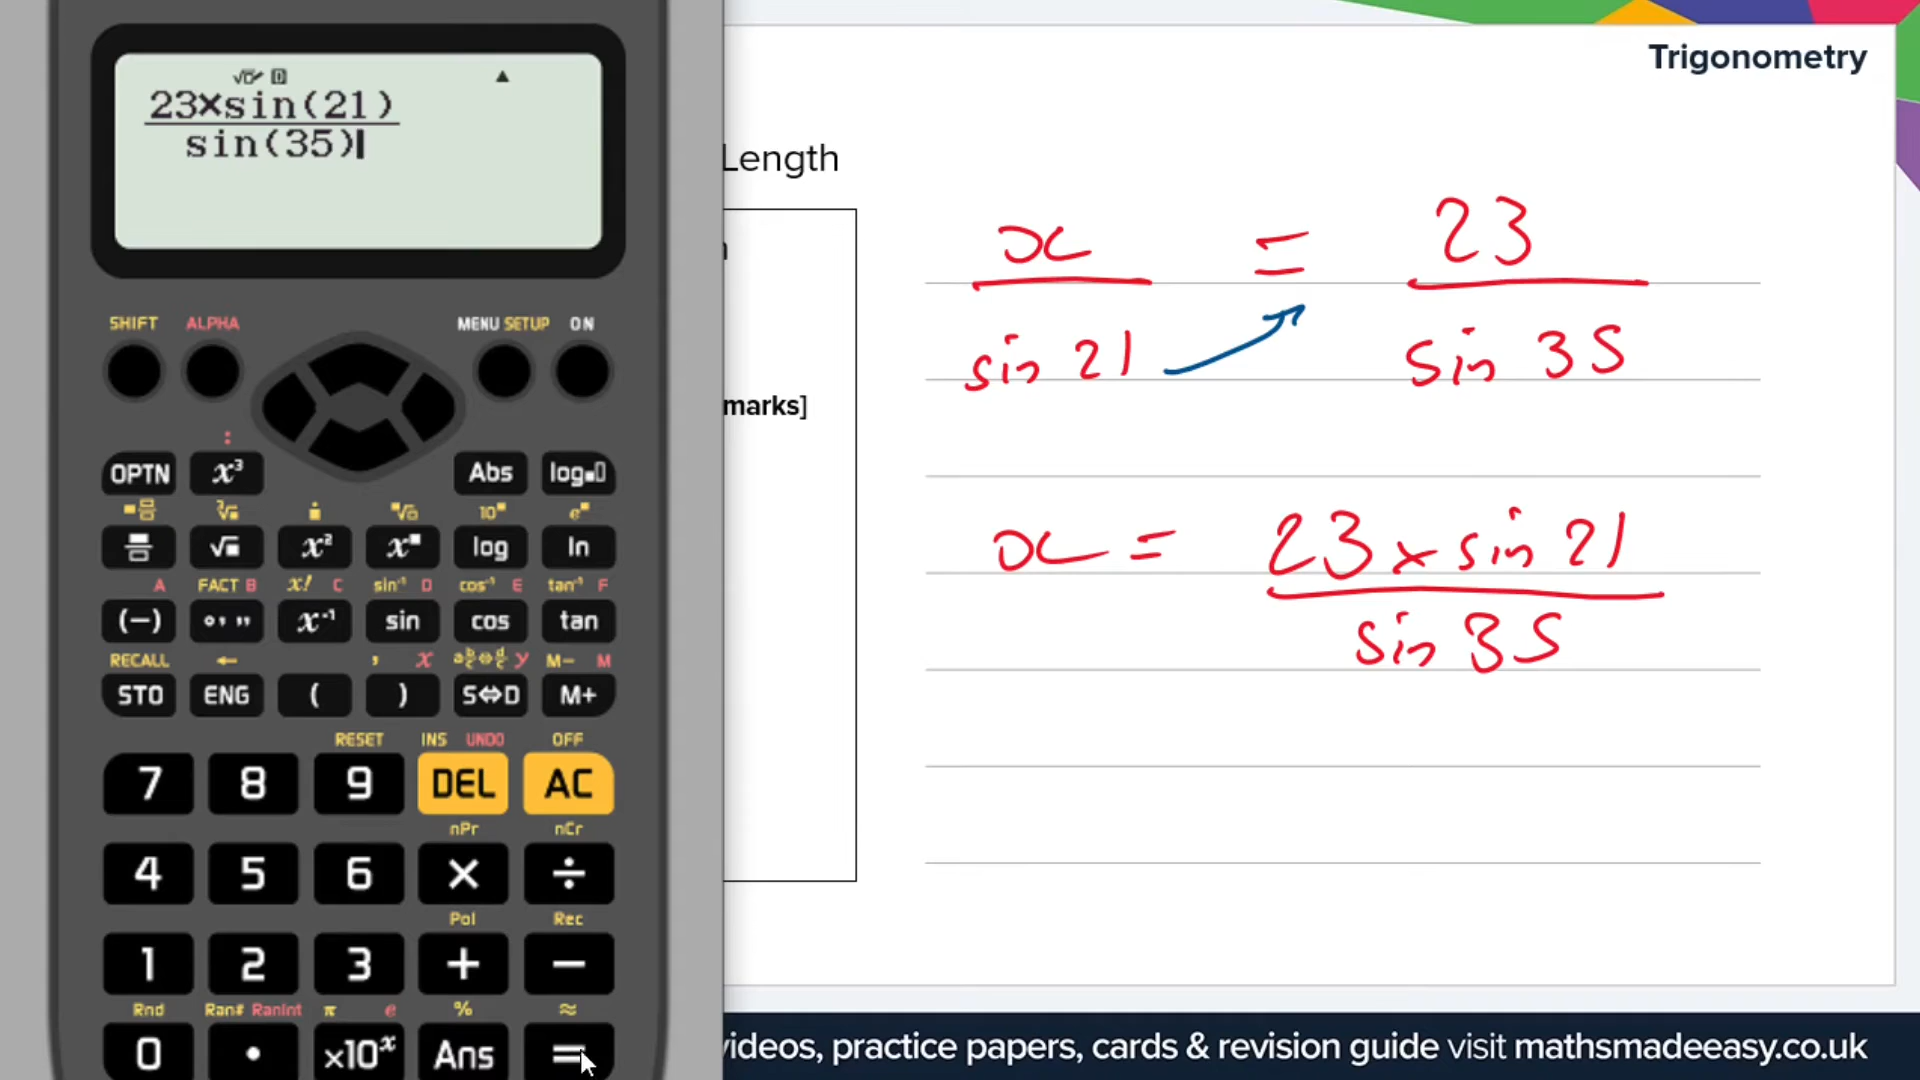 23×sin(21)
sin(35)
SHIFT ALPHA MENU SETUP ON
:
OPTN x³ Abs log
10 e
√ x² x log ln
A FACT B x! C sin⁻¹ D cos⁻¹ E tan⁻¹ F
(−) ° ’ ” x⁻¹ sin cos tan
RECALL ← , x y M− M
STO ENG ( ) S⇔D M+
RESET INS UNDO OFF
7 8 9 DEL AC
nPr nCr
4 5 6 × ÷
Pol Rec
1 2 3 + −
Rnd Ran# RanInt π e % ≈
0 • ×10ˣ Ans =
Trigonometry
Length
marks]
x = 23
sin 21 sin 35
x = 23 × sin 21
sin 35
videos, practice papers, cards & revision guide visit mathsmadeeasy.co.uk